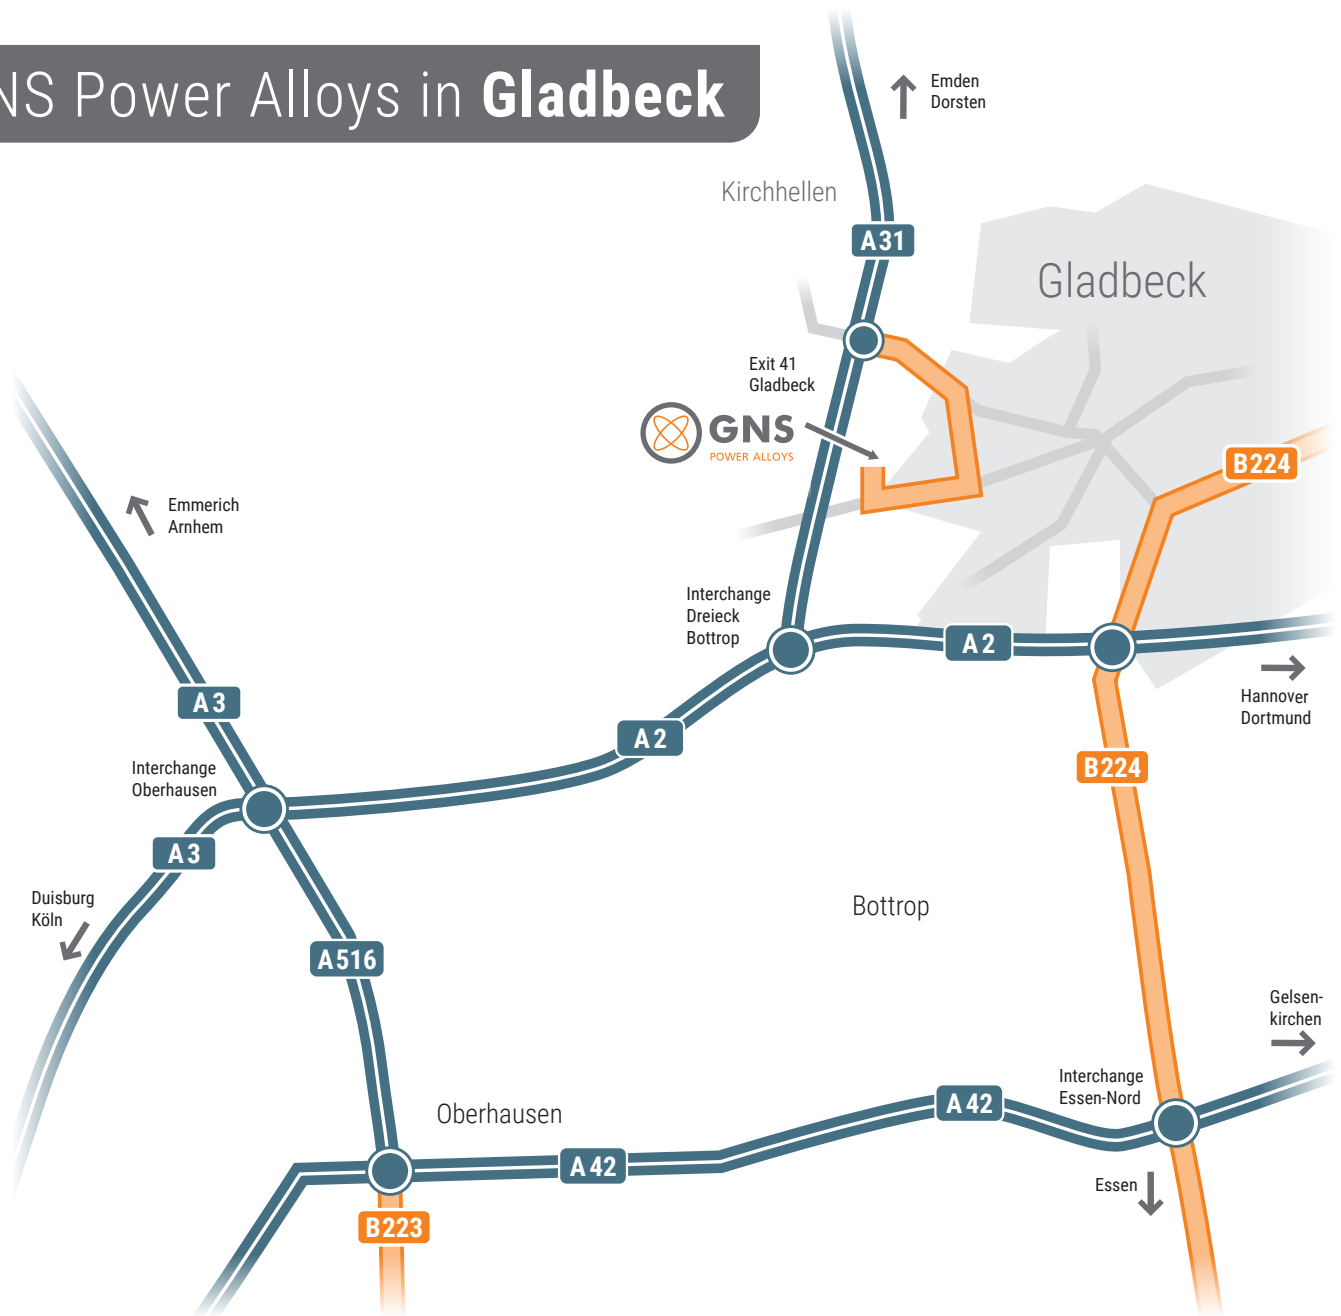 NS Power Alloys in Gladbeck
Emden
Dorsten
Kirchhellen
A31
Gladbeck
Exit 41
Gladbeck
GNS
POWER ALLOYS
B224
Emmerich
Arnhem
Interchange
Dreieck
Bottrop
A2
Hannover
Dortmund
A3
A2
B224
Interchange
Oberhausen
A3
Duisburg
Köln
Bottrop
A516
Gelsen-
kirchen
Interchange
Essen-Nord
A42
Oberhausen
A42
Essen
B223